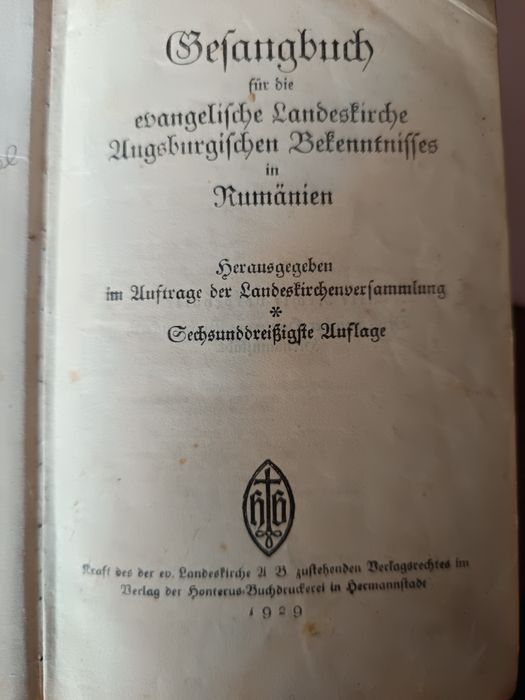 Gesangbuch
für die
evangelische Landeskirche
Augsburgischen Bekenntnisses
in
Rumänien
Herausgegeben
im Auftrage der Landeskirchenversammlung
*
Sechsunddreißigste Auflage
Kraft des der ev. Landeskirche A B zustehenden Verlagsrechtes im
Verlag der Honterus-Buchdruckerei in Hermannstadt
1929